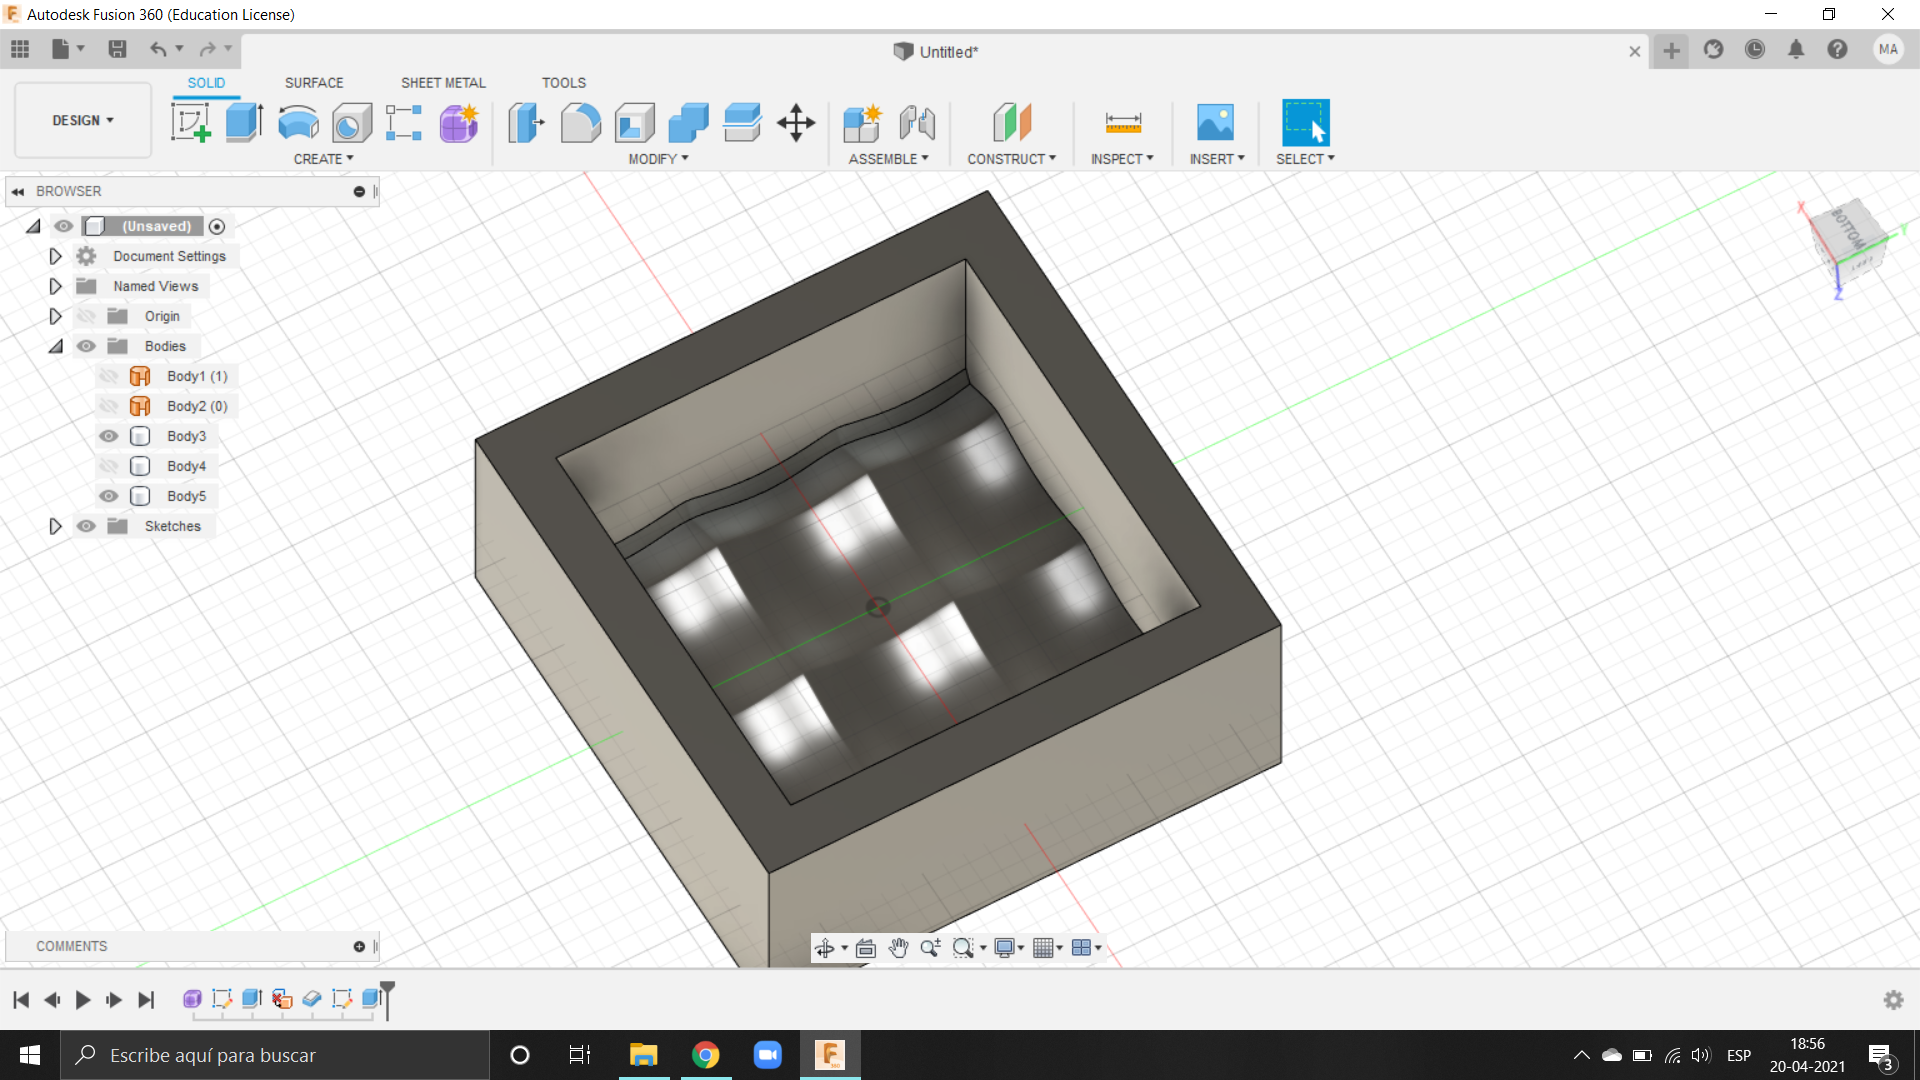 Autodesk Fusion 360 (Education License)
Untitled*
MA
SOLID SURFACE SHEET METAL TOOLS
DESIGN
CREATE MODIFY ASSEMBLE CONSTRUCT INSPECT INSERT SELECT
BROWSER
(Unsaved)
Document Settings
Named Views
Origin
Bodies
Body1 (1)
Body2 (0)
Body3
Body4
Body5
Sketches
X
BOTTOM
Y
LEFT
Z
COMMENTS
Escribe aquí para buscar
ESP
18:56
20-04-2021
3